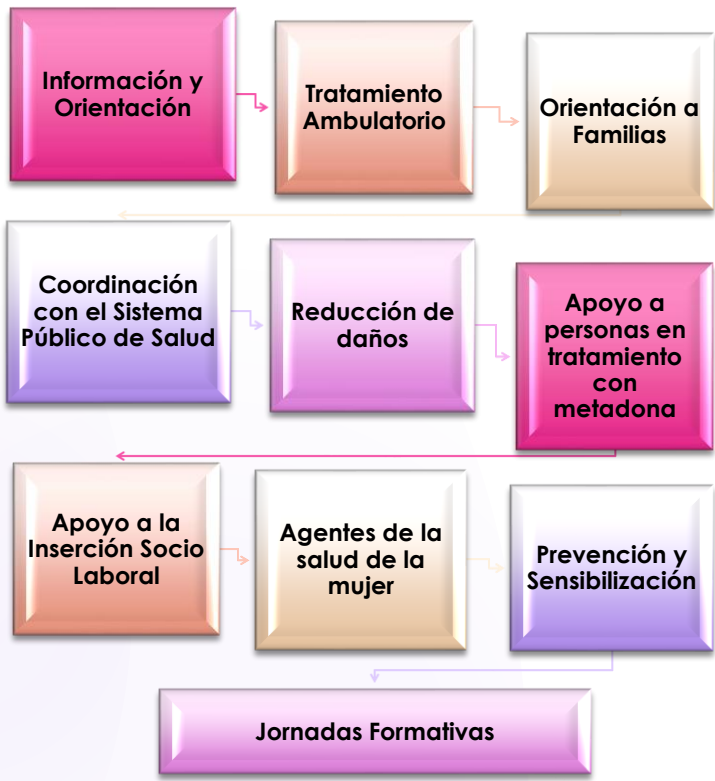 Información y
Orientación
Tratamiento
Ambulatorio
Orientación a
Familias
Coordinación
con el Sistema
Público de Salud
Reducción de
daños
Apoyo a
personas en
tratamiento
con
metadona
Apoyo a la
Inserción Socio
Laboral
Agentes de la
salud de la
mujer
Prevención y
Sensibilización
Jornadas Formativas